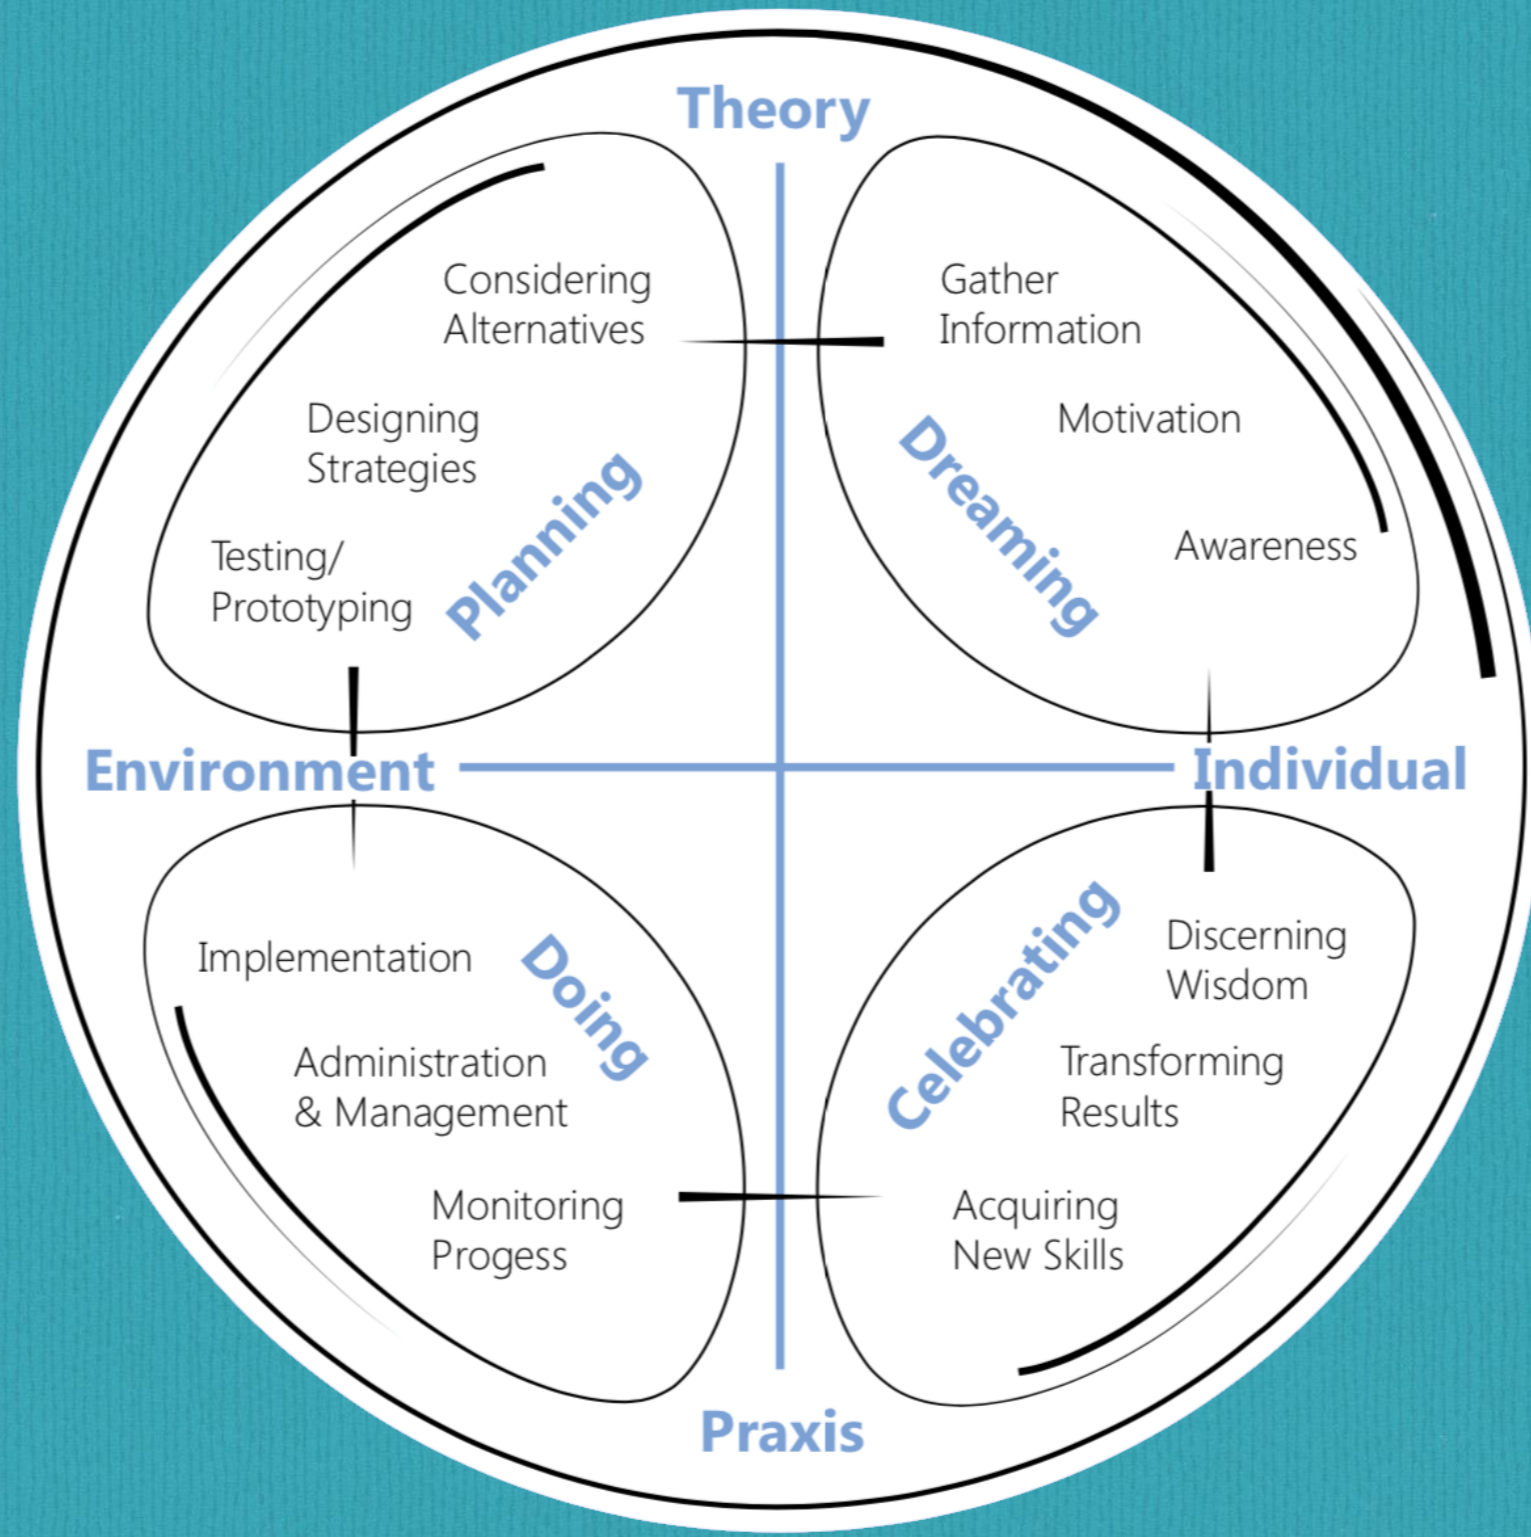 Theory
Considering
Alternatives
Designing
Strategies
Testing/
Prototyping
Planning
Gather
Information
Motivation
Awareness
Dreaming
Environment
Individual
Implementation
Administration
& Management
Monitoring
Progess
Doing
Discerning
Wisdom
Transforming
Results
Acquiring
New Skills
Celebrating
Praxis